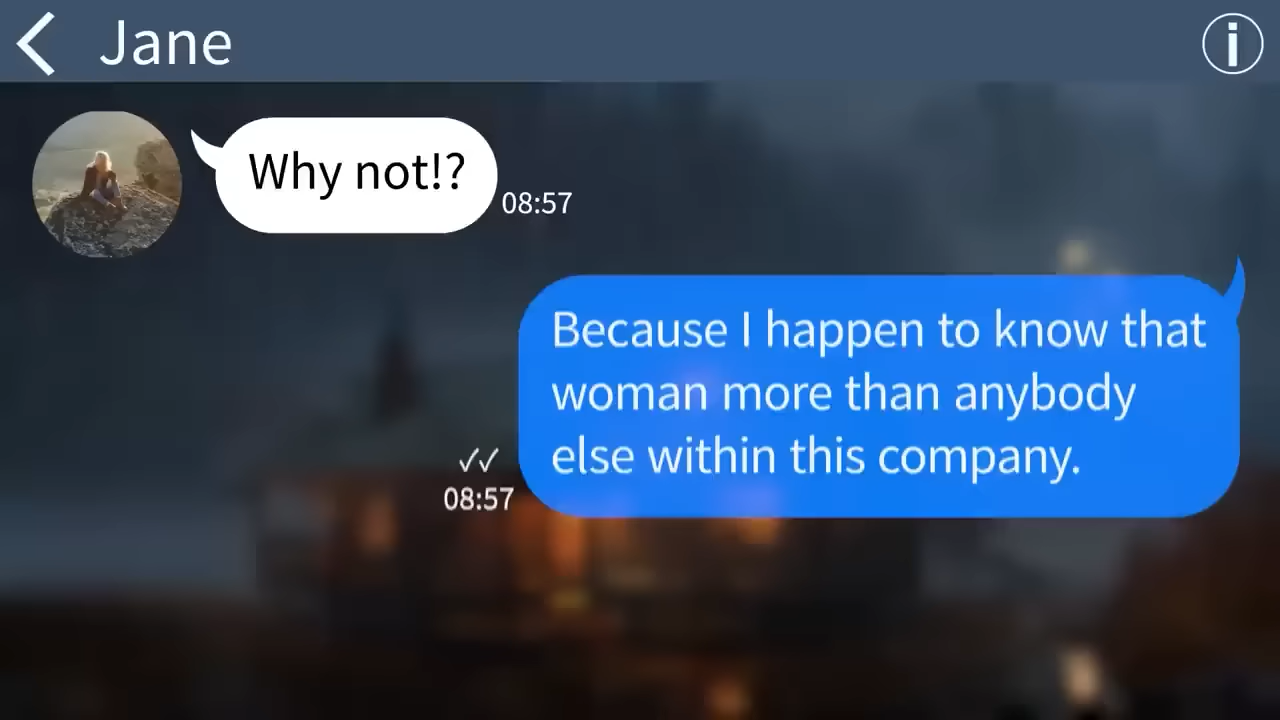 Jane
Why not!?
08:57
Because I happen to know that
woman more than anybody
else within this company.
08:57